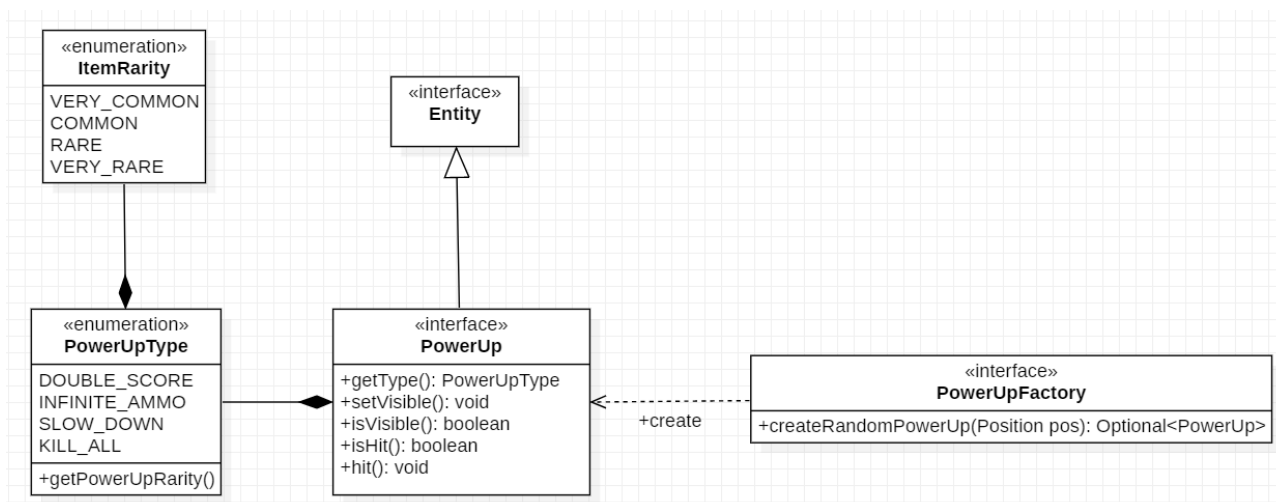 «enumeration»
ItemRarity
VERY_COMMON
COMMON
RARE
VERY_RARE
«interface»
Entity
«enumeration»
PowerUpType
DOUBLE_SCORE
INFINITE_AMMO
SLOW_DOWN
KILL_ALL
+getPowerUpRarity()
«interface»
PowerUp
+getType(): PowerUpType
+setVisible(): void
+isVisible(): boolean
+isHit(): boolean
+hit(): void
+create
«interface»
PowerUpFactory
+createRandomPowerUp(Position pos): Optional<PowerUp>